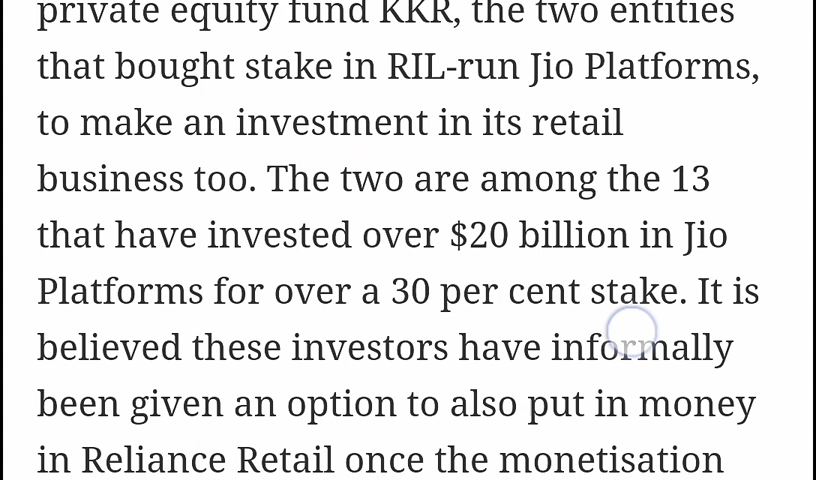 private equity fund KKR, the two entities
that bought stake in RIL-run Jio Platforms,
to make an investment in its retail
business too. The two are among the 13
that have invested over $20 billion in Jio
Platforms for over a 30 per cent stake. It is
believed these investors have informally
been given an option to also put in money
in Reliance Retail once the monetisation